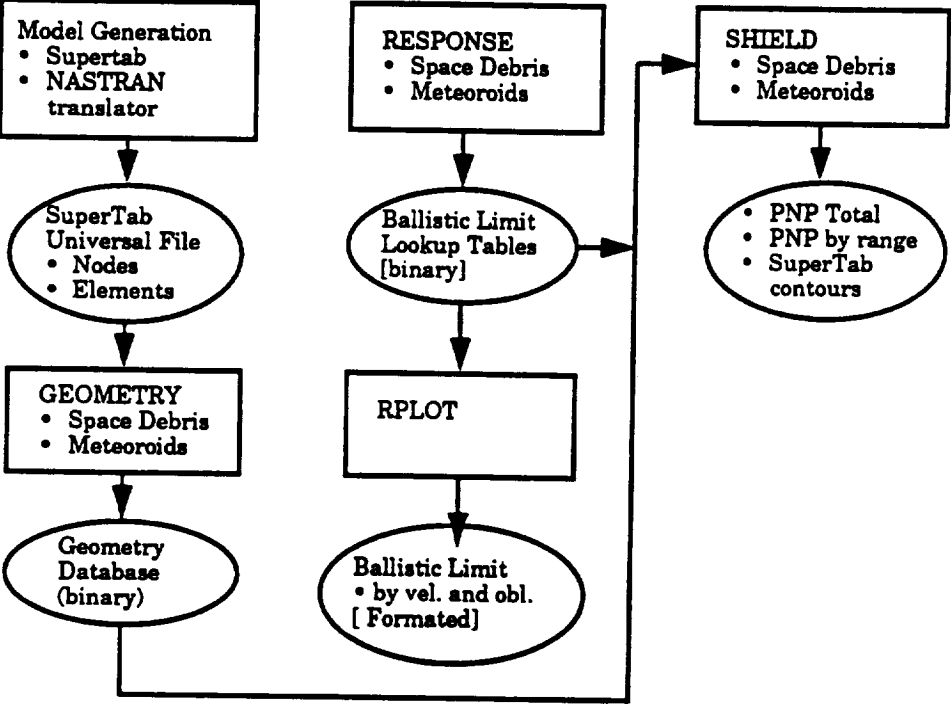 Model Generation
• Supertab
• NASTRAN
translator
SuperTab
Universal File
• Nodes
• Elements
GEOMETRY
• Space Debris
• Meteoroids
Geometry
Database
(binary)
RESPONSE
• Space Debris
• Meteoroids
Ballistic Limit
Lookup Tables
[binary]
RPLOT
Ballistic Limit
• by vel. and obl.
[ Formated]
SHIELD
• Space Debris
• Meteoroids
• PNP Total
• PNP by range
• SuperTab
contours